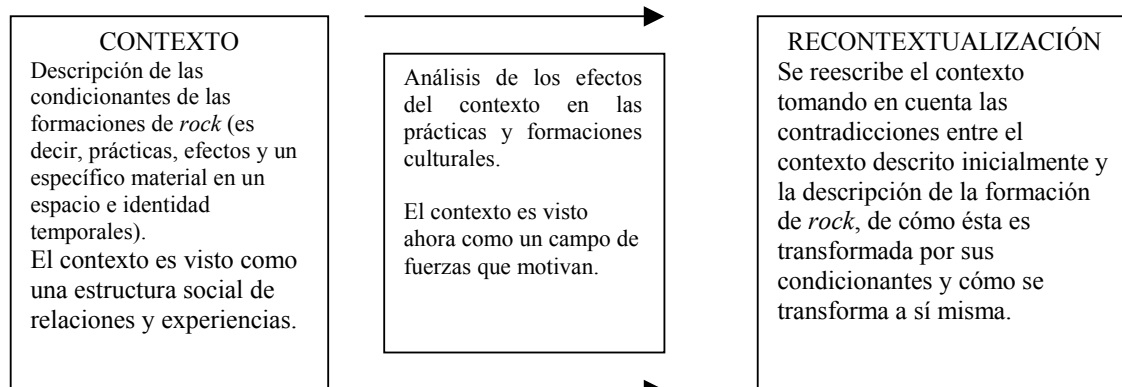 CONTEXTO
Descripción de las
condicionantes de las
formaciones de rock (es
decir, prácticas, efectos y un
específico material en un
espacio e identidad
temporales).
El contexto es visto como
una estructura social de
relaciones y experiencias.
Análisis de los efectos
del contexto en las
prácticas y formaciones
culturales.
El contexto es visto
ahora como un campo de
fuerzas que motivan.
RECONTEXTUALIZACIÓN
Se reescribe el contexto
tomando en cuenta las
contradicciones entre el
contexto descrito inicialmente y
la descripción de la formación
de rock, de cómo ésta es
transformada por sus
condicionantes y cómo se
transforma a sí misma.